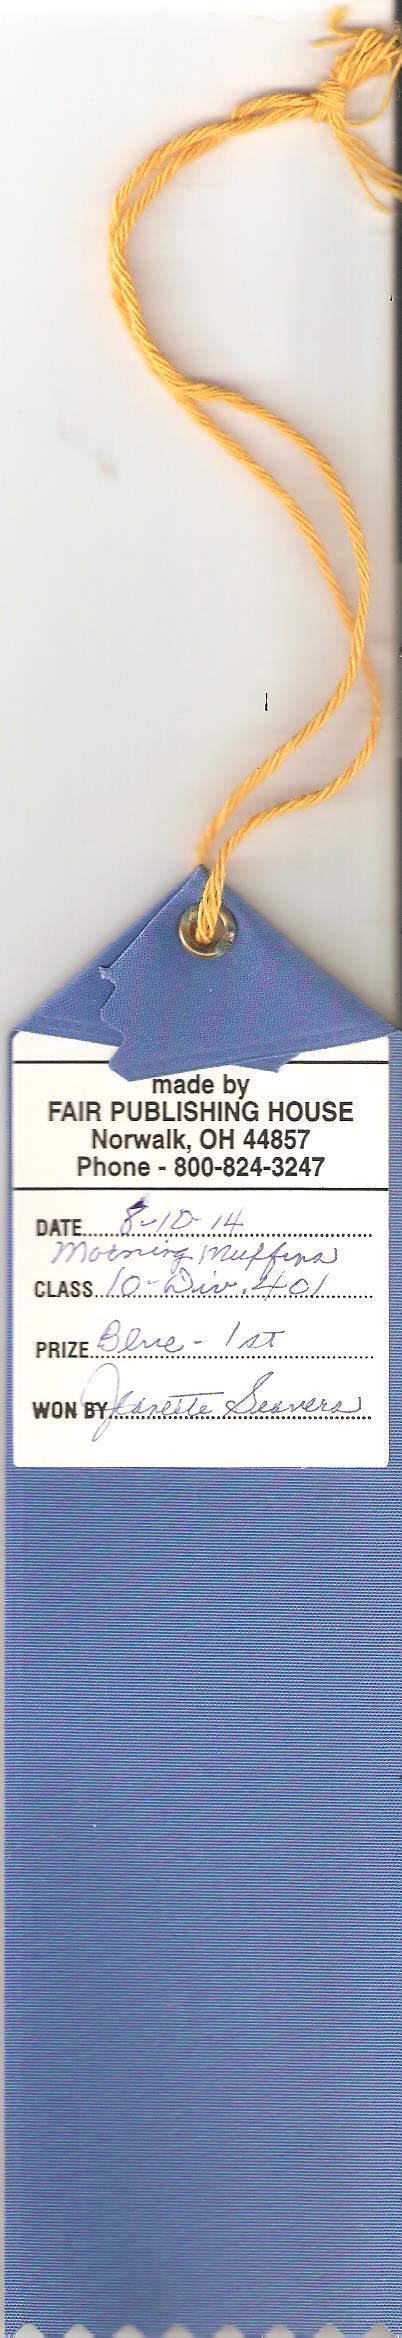 made by
FAIR PUBLISHING HOUSE
Norwalk, OH 44857
Phone - 800-824-3247
DATE 8-10-14
Morning Muffins
CLASS 10-Div. 401
PRIZE Blue - 1st
WON BY Jeanette Seavers